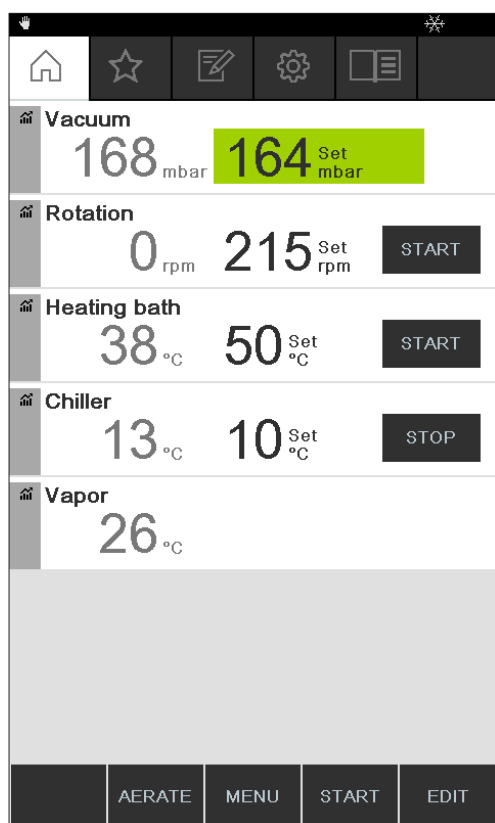 Vacuum
168 mbar 164 Set mbar
Rotation
0 rpm 215 Set rpm START
Heating bath
38 °C 50 Set °C START
Chiller
13 °C 10 Set °C STOP
Vapor
26 °C
AERATE MENU START EDIT